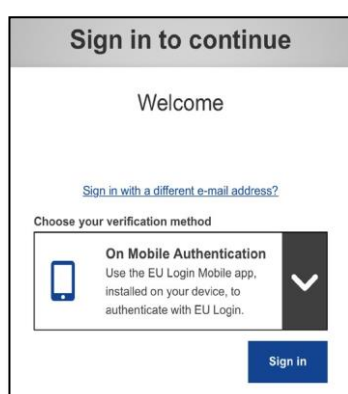 Sign in to continue
Welcome
Sign in with a different e-mail address?
Choose your verification method
On Mobile Authentication
Use the EU Login Mobile app,
installed on your device, to
authenticate with EU Login.
Sign in